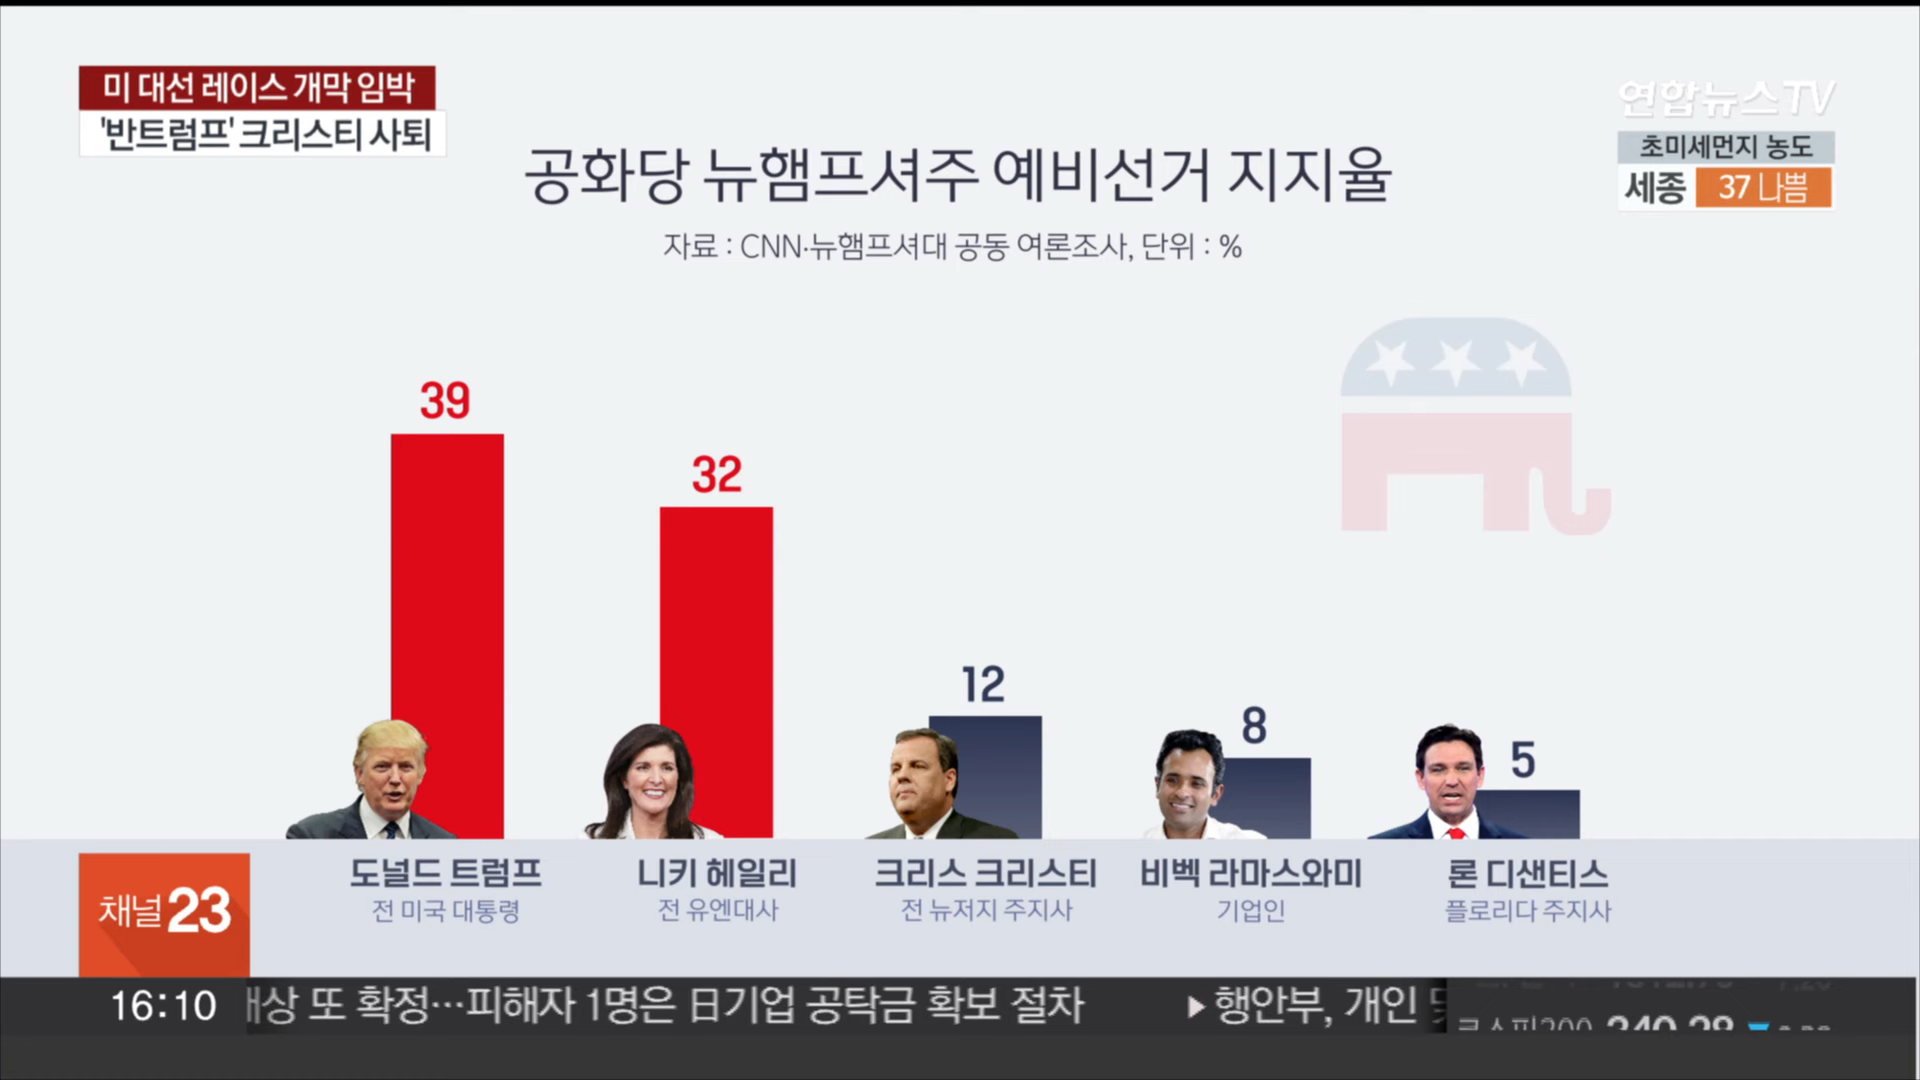 미 대선 레이스 개막 임박
'반트럼프' 크리스티 사퇴
연합뉴스TV
초미세먼지 농도
세종 37 나쁨
공화당 뉴햄프셔주 예비선거 지지율
자료 : CNN·뉴햄프셔대 공동 여론조사, 단위 : %
39
32
12
8
5
도널드 트럼프
전 미국 대통령
니키 헤일리
전 유엔대사
크리스 크리스티
전 뉴저지 주지사
비벡 라마스와미
기업인
론 디샌티스
플로리다 주지사
채널 23
16:10
또 확정…피해자 1명은 日기업 공탁금 확보 절차 ▶행안부, 개인